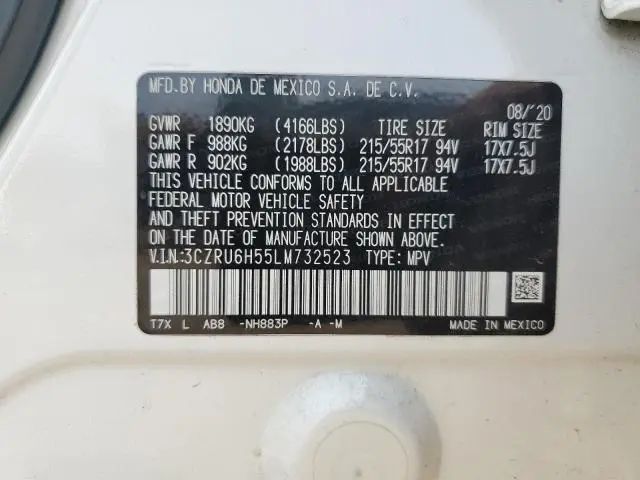 MFD.BY HONDA DE MEXICO S.A. DE C.V.
08/'20
GVWR 1890KG (4166LBS) TIRE SIZE RIM SIZE
GAWR F 988KG (2178LBS) 215/55R17 94V 17X7.5J
GAWR R 902KG (1988LBS) 215/55R17 94V 17X7.5J
THIS VEHICLE CONFORMS TO ALL APPLICABLE
FEDERAL MOTOR VEHICLE SAFETY
AND THEFT PREVENTION STANDARDS IN EFFECT
ON THE DATE OF MANUFACTURE SHOWN ABOVE.
V.I.N.:3CZRU6H55LM732523 TYPE: MPV
T7X L AB8 -NH883P -A -M MADE IN MEXICO